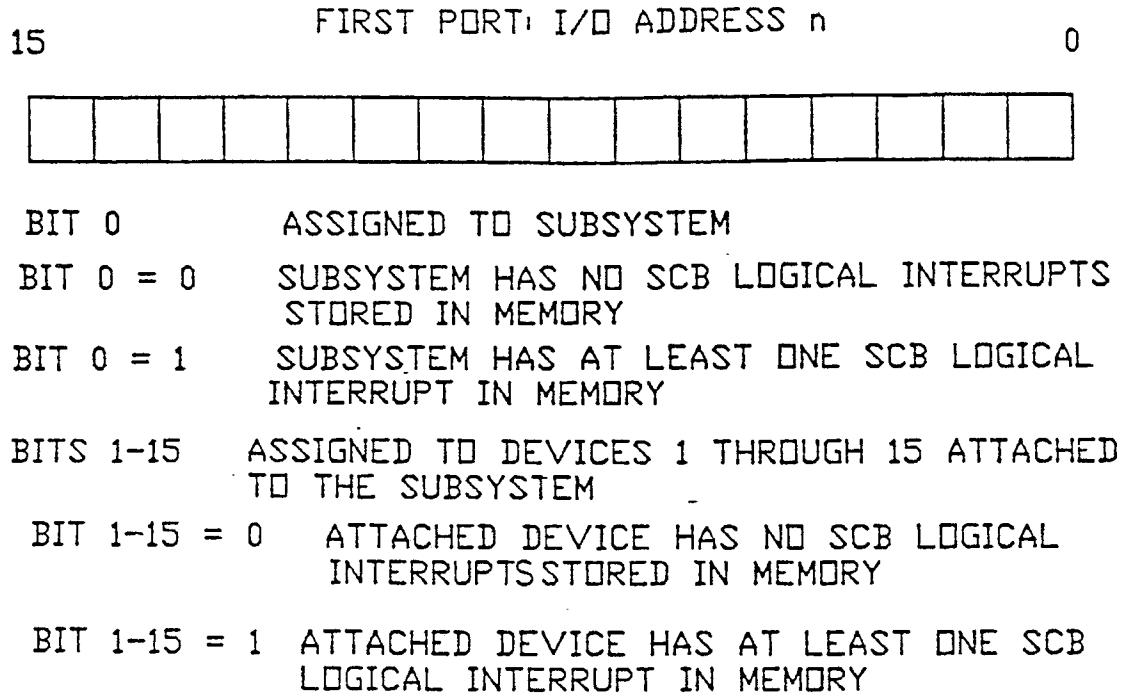 FIRST PORT: I/O ADDRESS n
15 0
BIT 0 ASSIGNED TO SUBSYSTEM
BIT 0 = 0 SUBSYSTEM HAS NO SCB LOGICAL INTERRUPTS
STORED IN MEMORY
BIT 0 = 1 SUBSYSTEM HAS AT LEAST ONE SCB LOGICAL
INTERRUPT IN MEMORY
BITS 1-15 ASSIGNED TO DEVICES 1 THROUGH 15 ATTACHED
TO THE SUBSYSTEM
BIT 1-15 = 0 ATTACHED DEVICE HAS NO SCB LOGICAL
INTERRUPTS STORED IN MEMORY
BIT 1-15 = 1 ATTACHED DEVICE HAS AT LEAST ONE SCB
LOGICAL INTERRUPT IN MEMORY